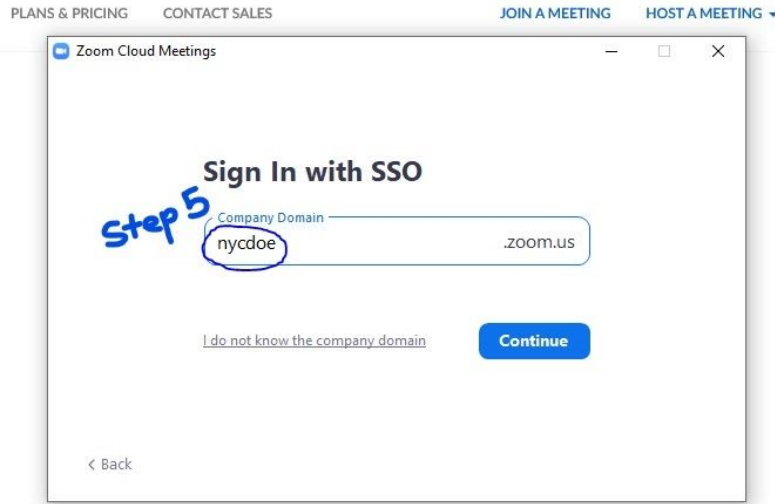 PLANS & PRICING CONTACT SALES JOIN A MEETING HOST A MEETING
Zoom Cloud Meetings
Sign In with SSO
Step 5
Company Domain
nycdoe .zoom.us
I do not know the company domain Continue
< Back